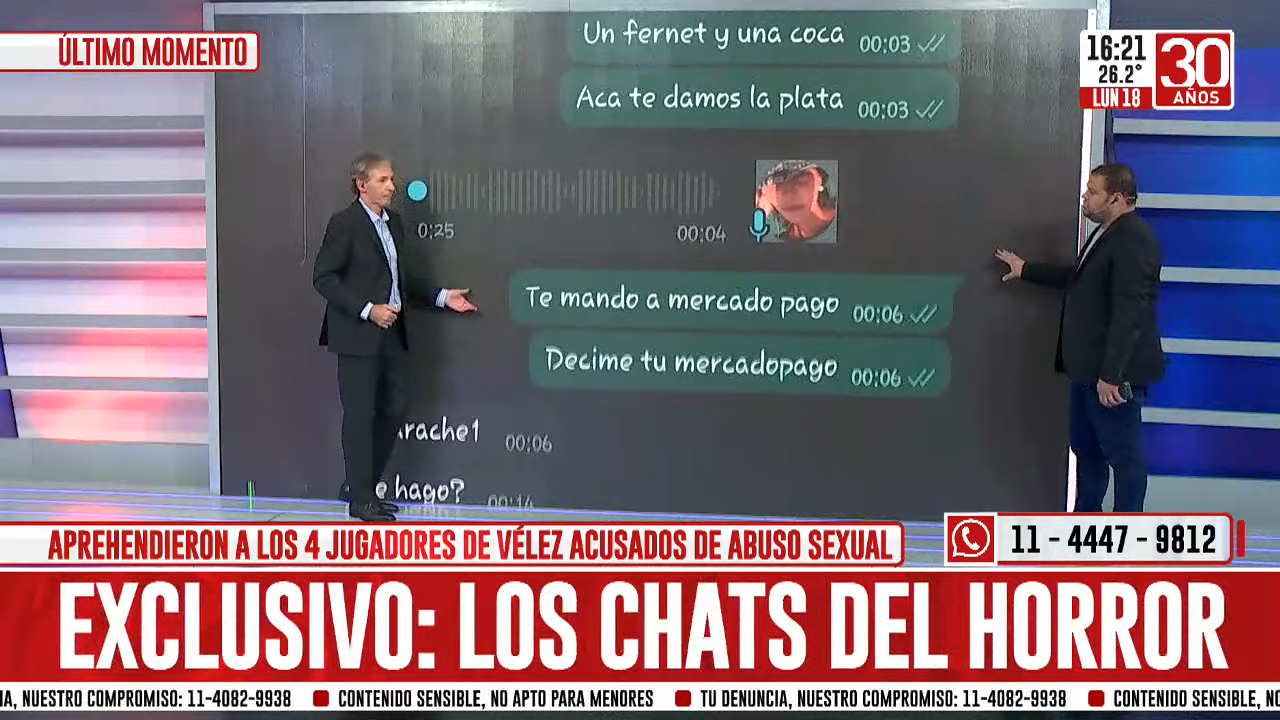 ÚLTIMO MOMENTO
16:21
26.2°
LUN 18
30
AÑOS
Un fernet y una coca 00:03
Aca te damos la plata 00:03
0:25
00:04
Te mando a mercado pago 00:06
Decime tu mercadopago 00:06
arache1 00:06
e hago? 00:14
APREHENDIERON A LOS 4 JUGADORES DE VÉLEZ ACUSADOS DE ABUSO SEXUAL
11 - 4447 - 9812
EXCLUSIVO: LOS CHATS DEL HORROR
IA, NUESTRO COMPROMISO: 11-4082-9938 CONTENIDO SENSIBLE, NO APTO PARA MENORES TU DENUNCIA, NUESTRO COMPROMISO: 11-4082-9938 CONTENIDO SENSIBLE, NO